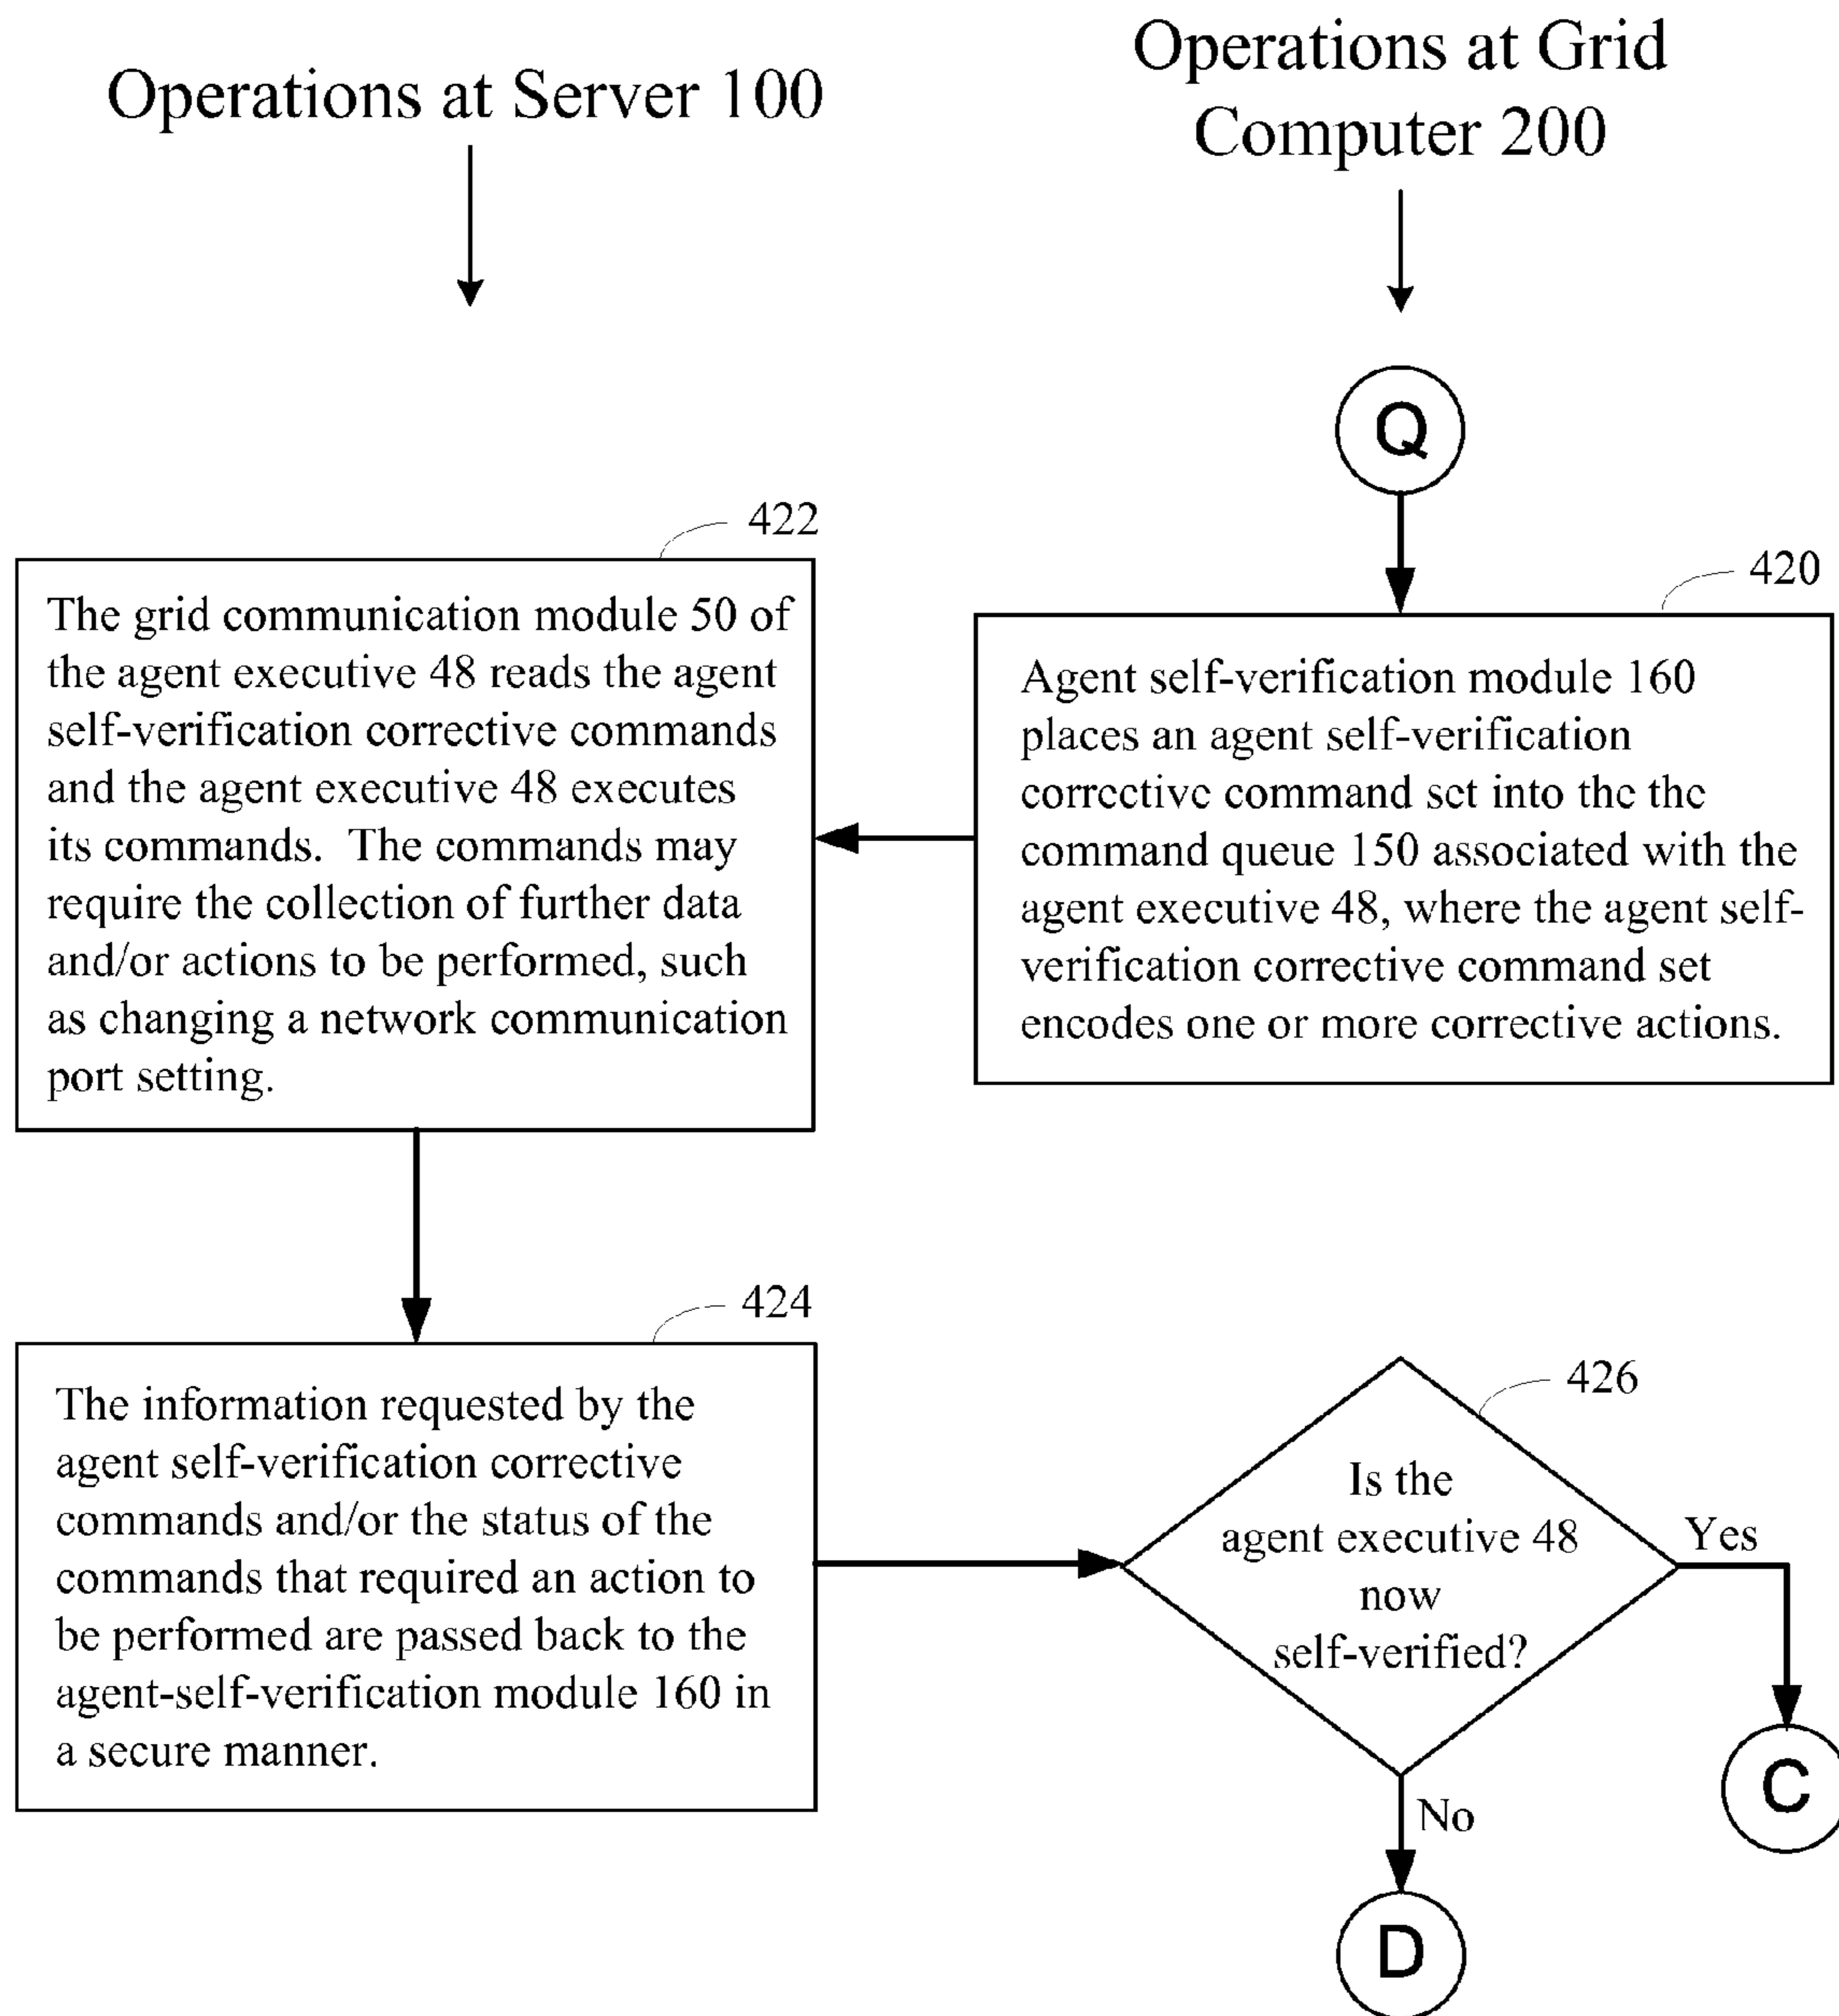 Operations at Server 100
Operations at Grid
Computer 200
Q
422
The grid communication module 50 of
the agent executive 48 reads the agent
self-verification corrective commands
and the agent executive 48 executes
its commands.  The commands may
require the collection of further data
and/or actions to be performed, such
as changing a network communication
port setting.
420
Agent self-verification module 160
places an agent self-verification
corrective command set into the the
command queue 150 associated with the
agent executive 48, where the agent self-
verification corrective command set
encodes one or more corrective actions.
424
The information requested by the
agent self-verification corrective
commands and/or the status of the
commands that required an action to
be performed are passed back to the
agent-self-verification module 160 in
a secure manner.
426
Is the
agent executive 48
now
self-verified?
Yes
C
No
D